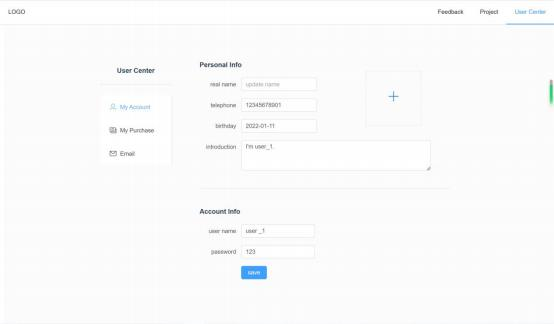 LOGO
Feedback Project User Center
User Center
My Account
My Purchase
Email
Personal Info
real name update name
telephone 12345678901
birthday 2022-01-11
introduction I'm user_1.
Account Info
user name user _1
password 123
save